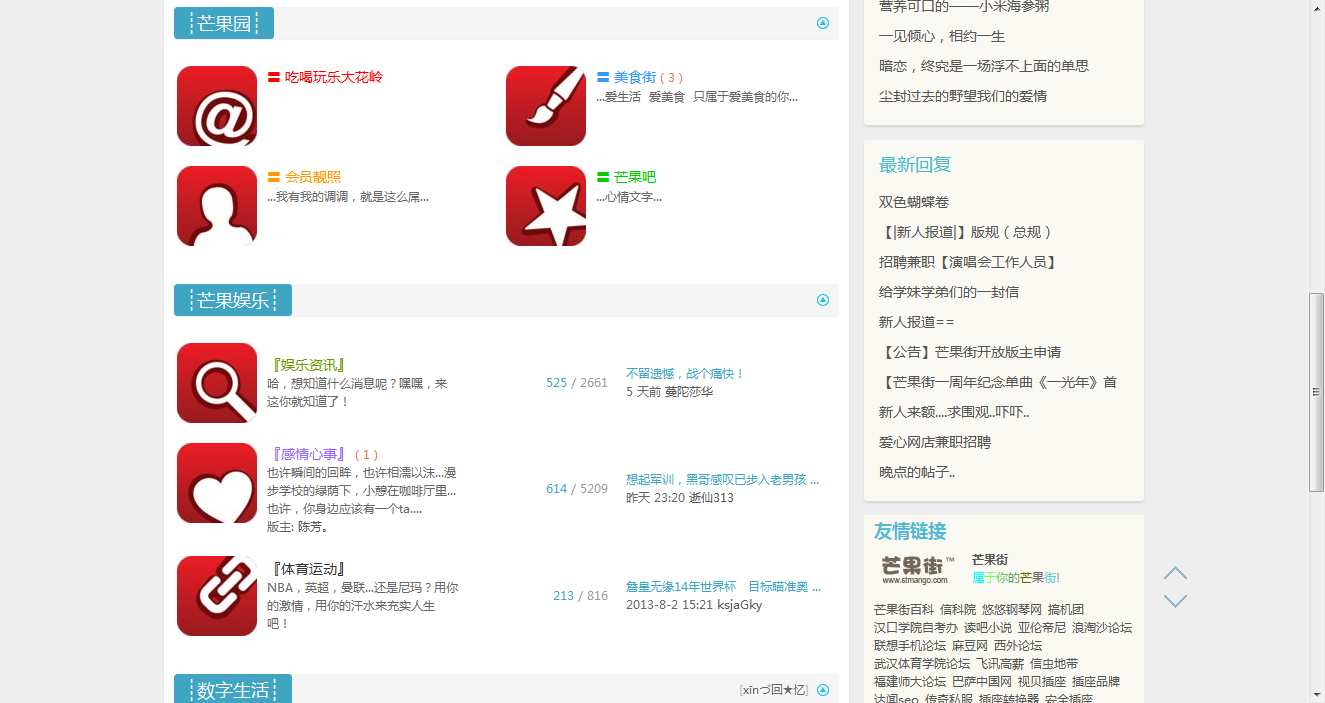 芒果园
〓 吃喝玩乐大花岭
〓 美食街 ( 3 )
...爱生活 爱美食 只属于爱美食的你...
〓 会员靓照
...我有我的调调，就是这么屌...
〓 芒果吧
...心情文字...
芒果娱乐
『娱乐资讯』
哈，想知道什么消息呢？嘿嘿，来
这你就知道了！
525 / 2661
不留遗憾，战个痛快！
5 天前 蔓陀莎华
『感情心事』 ( 1 )
也许瞬间的回眸，也许相濡以沫...漫
步学校的绿荫下，小憩在咖啡厅里...
也许，你身边应该有一个ta....
版主: 陈芳。
614 / 5209
想起军训，黑哥感叹已步入老男孩 ...
昨天 23:20 逝仙313
『体育运动』
NBA，英超，曼联...还是尼玛？用你
的激情，用你的汗水来充实人生
吧！
213 / 816
詹皇无缘14年世界杯 目标瞄准奥 ...
2013-8-2 15:21 ksjaGky
数字生活
[xīnづ回★忆]
营养可口的——小米海参粥
一见倾心，相约一生
暗恋，终究是一场浮不上面的单思
尘封过去的野望我们的爱情
最新回复
双色蝴蝶卷
【|新人报道|】版规（总规）
招聘兼职【演唱会工作人员】
给学妹学弟们的一封信
新人报道==
【公告】芒果街开放版主申请
【芒果街一周年纪念单曲《一光年》首
新人来额....求围观..吓吓..
爱心网店兼职招聘
晚点的帖子..
友情链接
芒果街™
www.stmango.com
芒果街
属于你的芒果街!
芒果街百科 信科院 悠悠钢琴网 搞机团
汉口学院自考办 读吧小说 亚伦帝尼 浪淘沙论坛
联想手机论坛 麻豆网 西外论坛
武汉体育学院论坛 飞讯高薪 信虫地带
福建师大论坛 巴萨中国网 视贝插座 插座品牌
达闻seo 传奇私服 插座转换器 安全插座